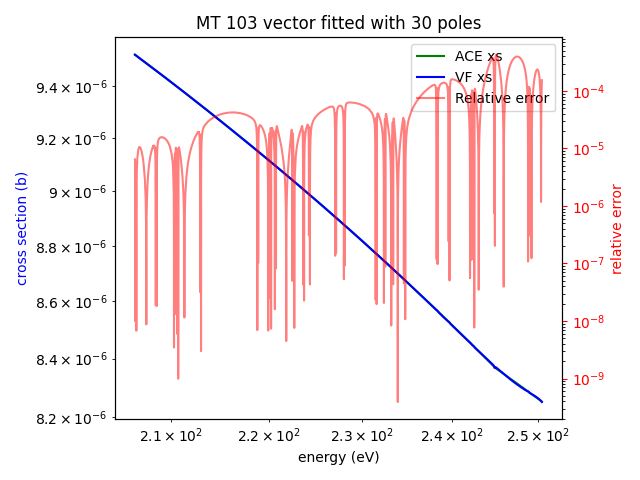 MT 103 vector fitted with 30 poles
ACE xs
VF xs
Relative error
9.4 × 10⁻⁶
9.2 × 10⁻⁶
9 × 10⁻⁶
8.8 × 10⁻⁶
8.6 × 10⁻⁶
8.4 × 10⁻⁶
8.2 × 10⁻⁶
cross section (b)
10⁻⁴
10⁻⁵
10⁻⁶
10⁻⁷
10⁻⁸
10⁻⁹
relative error
2.1 × 10² 2.2 × 10² 2.3 × 10² 2.4 × 10² 2.5 × 10²
energy (eV)